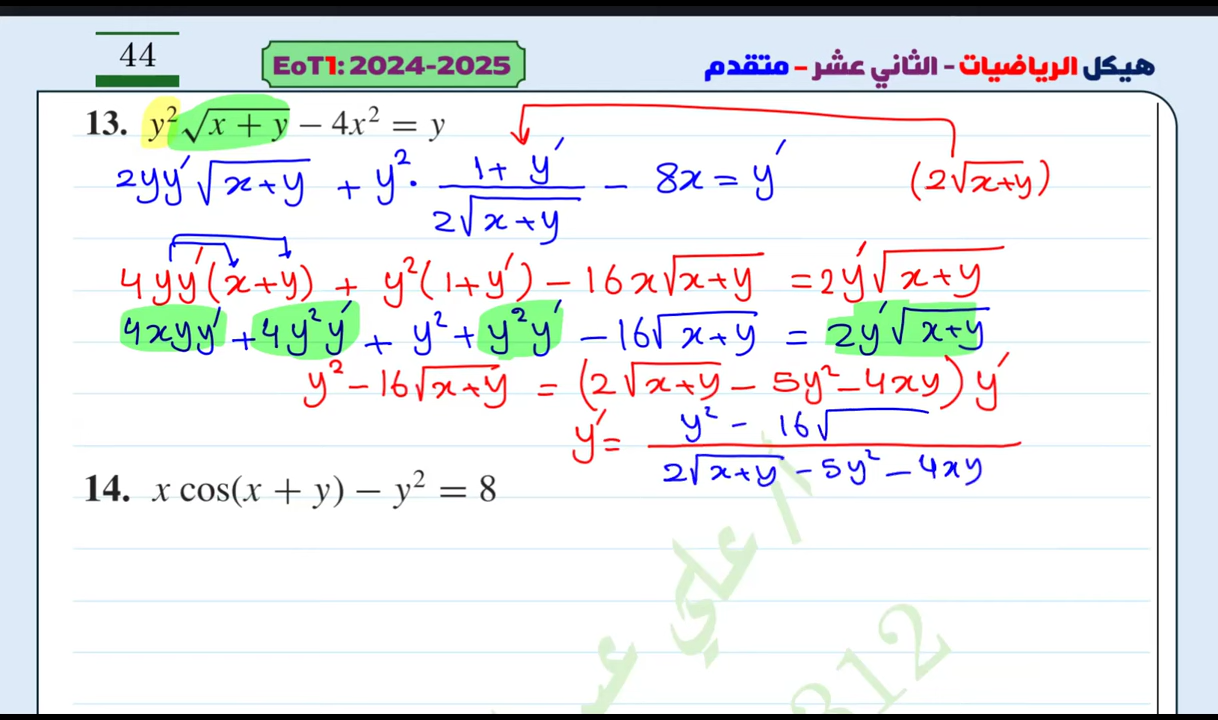 44
EoT1: 2024-2025
هيكل الرياضيات - الثاني عشر - متقدم
13. y² √(x + y) − 4x² = y
2yy′ √(x+y) + y² · (1 + y′)/(2√(x+y)) − 8x = y′ (2√(x+y))
4yy′(x+y) + y²(1+y′) − 16x√(x+y) = 2y′√(x+y)
4xyy′ + 4y²y′ + y² + y²y′ − 16√(x+y) = 2y′√(x+y)
y² − 16√(x+y) = (2√(x+y) − 5y² − 4xy) y′
y′ = (y² − 16√ )/(2√(x+y) − 5y² − 4xy)
14. x cos(x + y) − y² = 8
أ/ علي
812